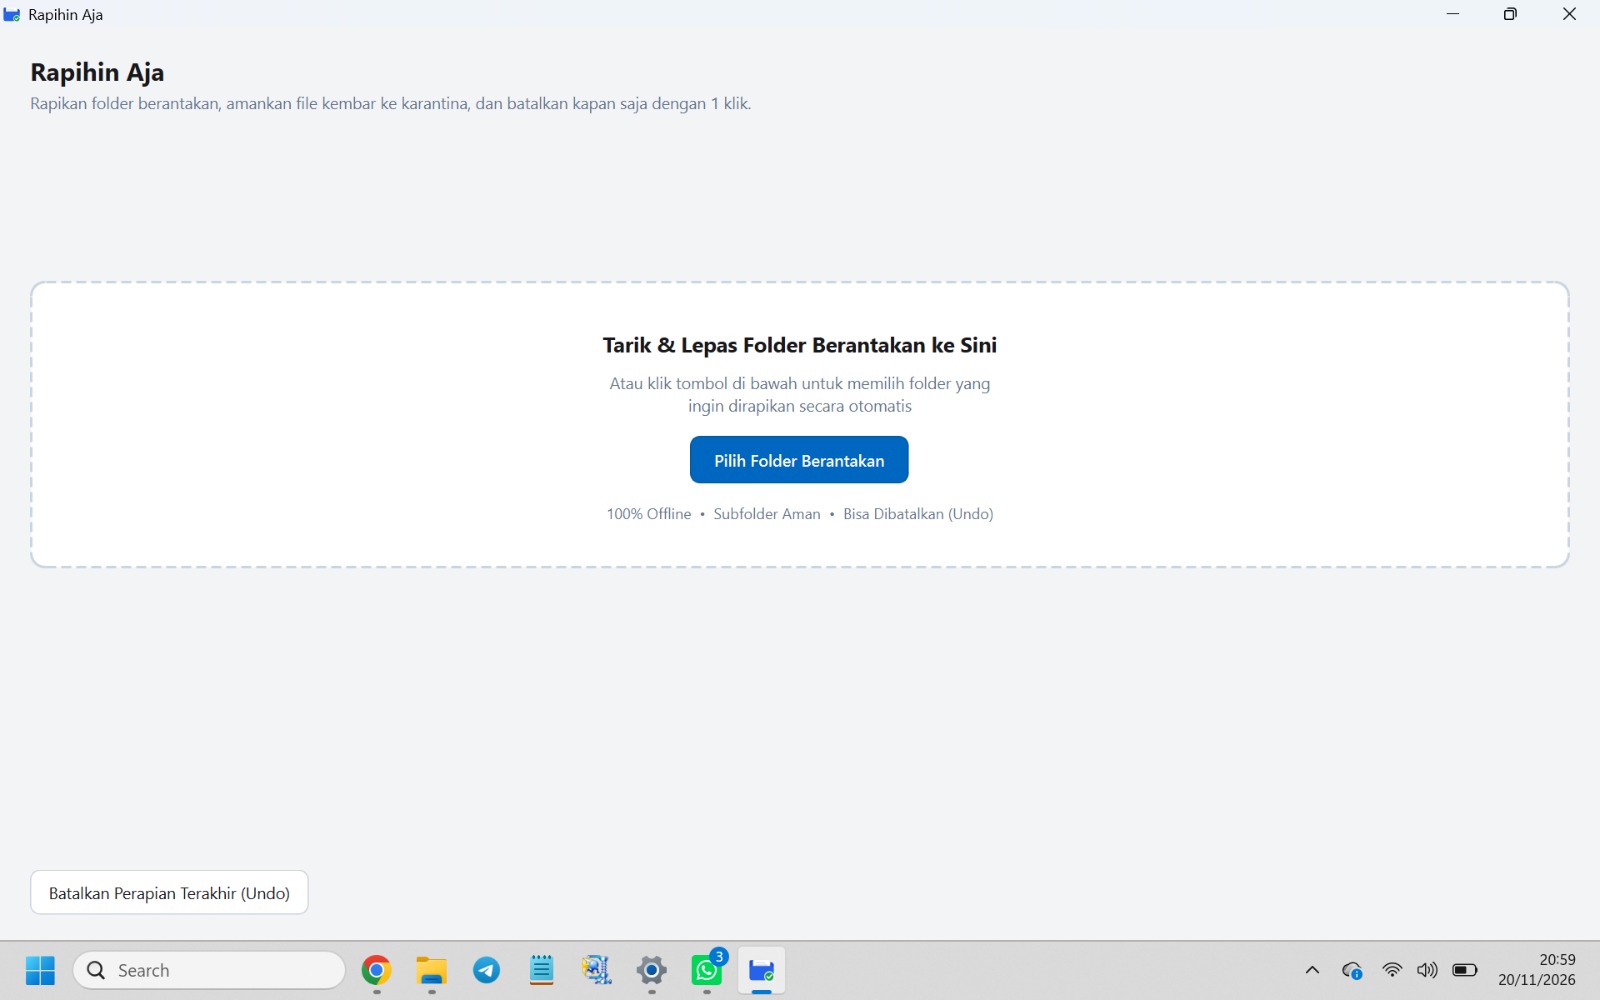 Rapihin Aja
Rapihin Aja
Rapikan folder berantakan, amankan file kembar ke karantina, dan batalkan kapan saja dengan 1 klik.
Tarik & Lepas Folder Berantakan ke Sini
Atau klik tombol di bawah untuk memilih folder yang
ingin dirapikan secara otomatis
Pilih Folder Berantakan
100% Offline • Subfolder Aman • Bisa Dibatalkan (Undo)
Batalkan Perapian Terakhir (Undo)
Search
3
20:59
20/11/2026